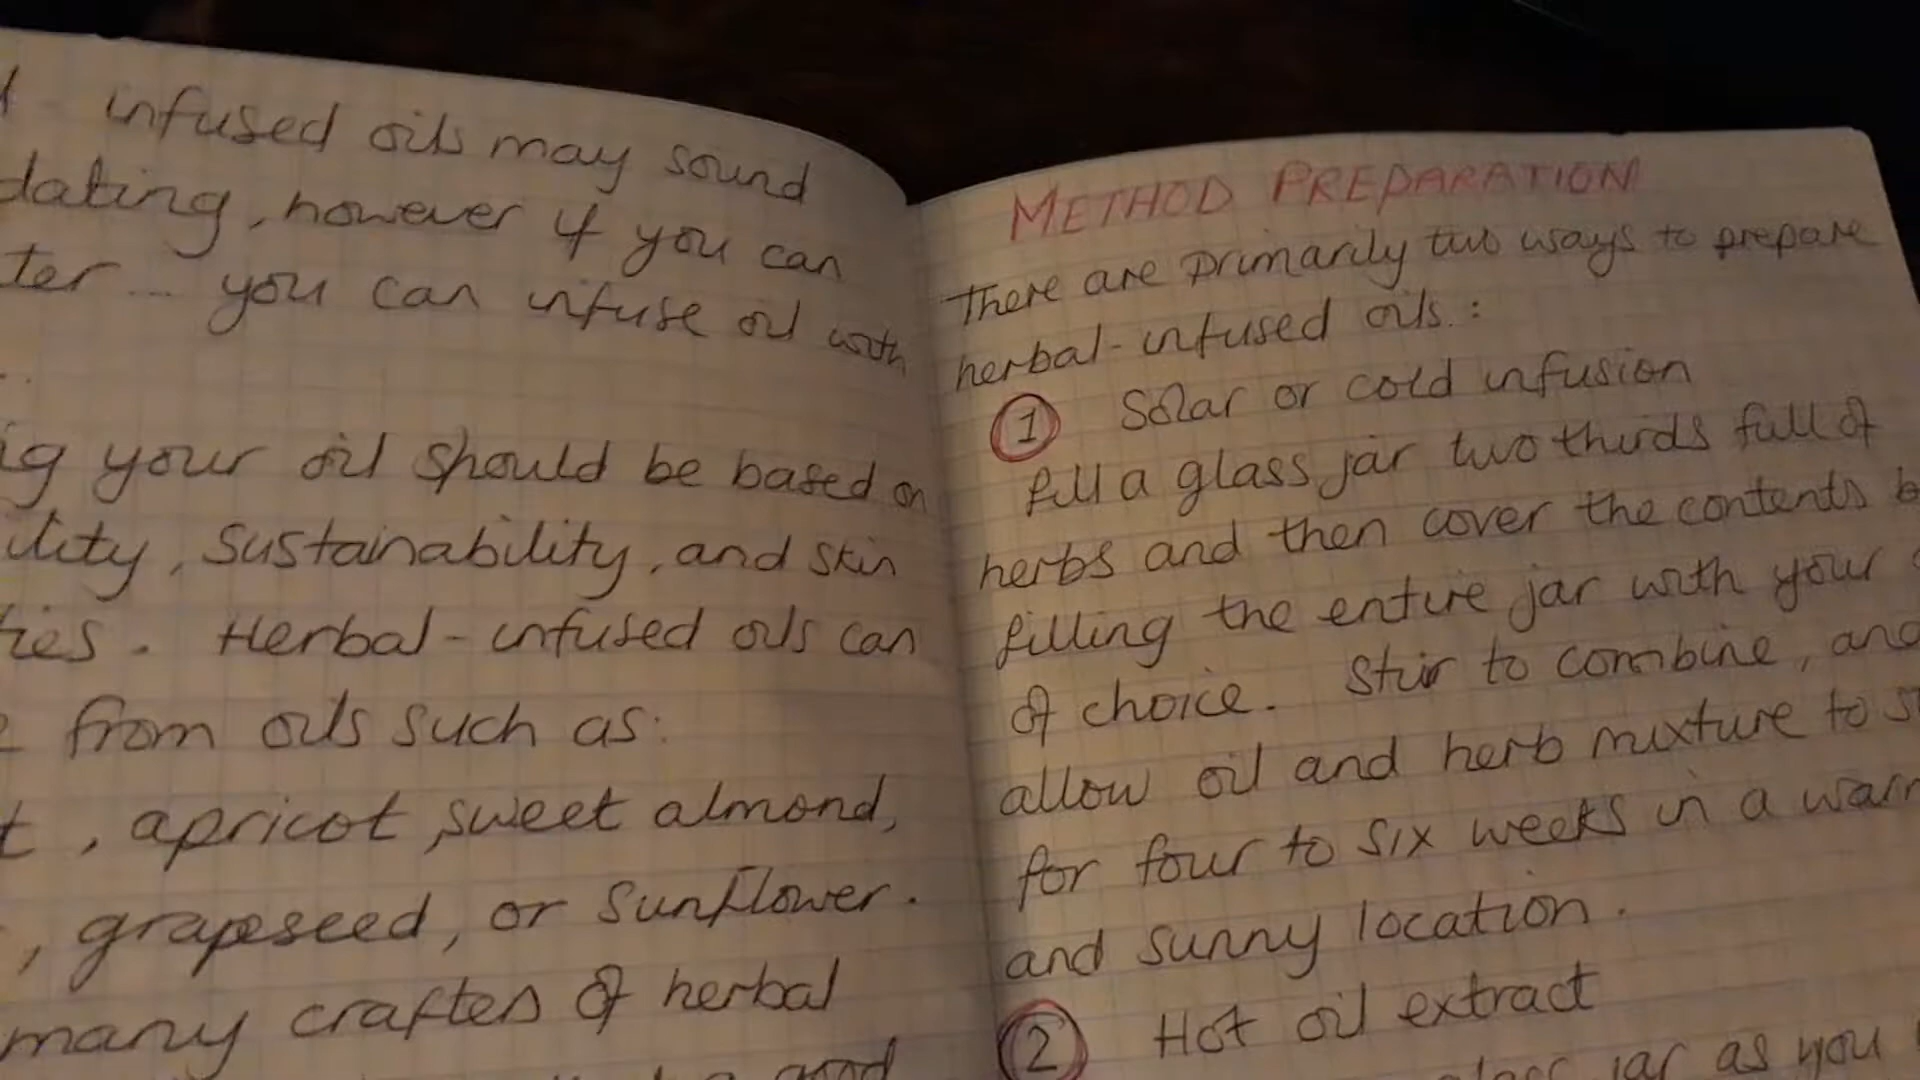 infused oils may sound
dating, however if you can
ter... you can infuse oil with
..
ig your oil should be based on
ility, sustainability, and skin
ties. Herbal-infused oils can
from oils such as:
t, apricot, sweet almond,
, grapeseed, or sunflower.
many crafters of herbal
good
METHOD PREPARATION
There are primarily two ways to prepare
herbal-infused oils.:
1 Solar or cold infusion
fill a glass jar two thirds full of
herbs and then cover the contents b
filling the entire jar with your
of choice. Stir to combine, and
allow oil and herb mixture to s
for four to six weeks in a warm
and sunny location.
2 Hot oil extract
glass jar as you